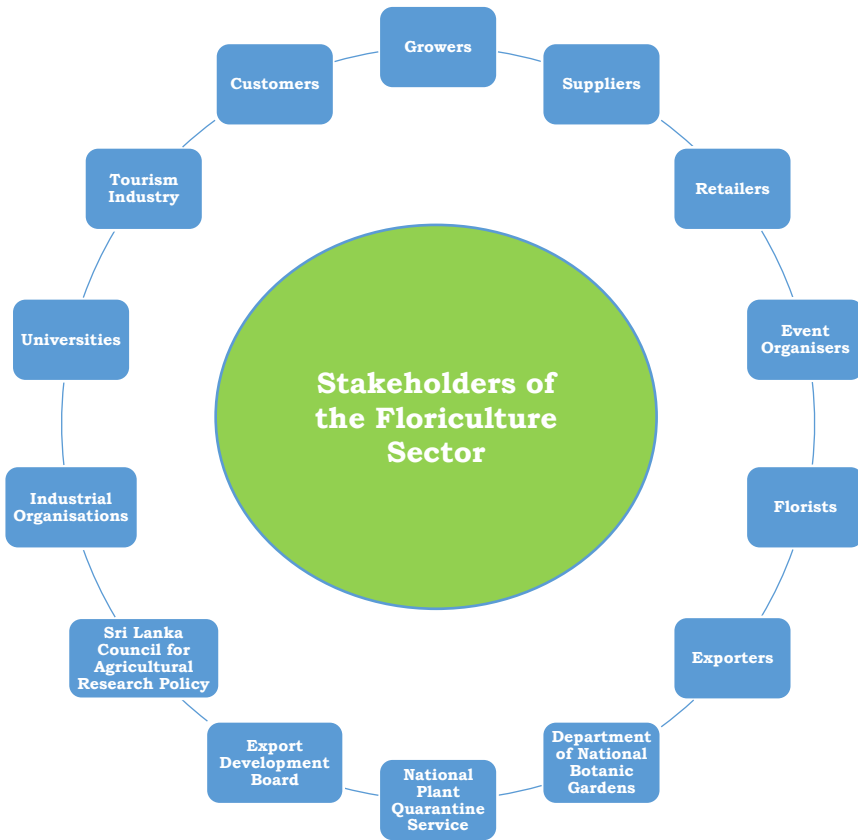 Growers
Suppliers
Retailers
Event
Organisers
Florists
Exporters
Department
of National
Botanic
Gardens
National
Plant
Quarantine
Service
Export
Development
Board
Sri Lanka
Council for
Agricultural
Research Policy
Industrial
Organisations
Universities
Tourism
Industry
Customers
Stakeholders of
the Floriculture
Sector